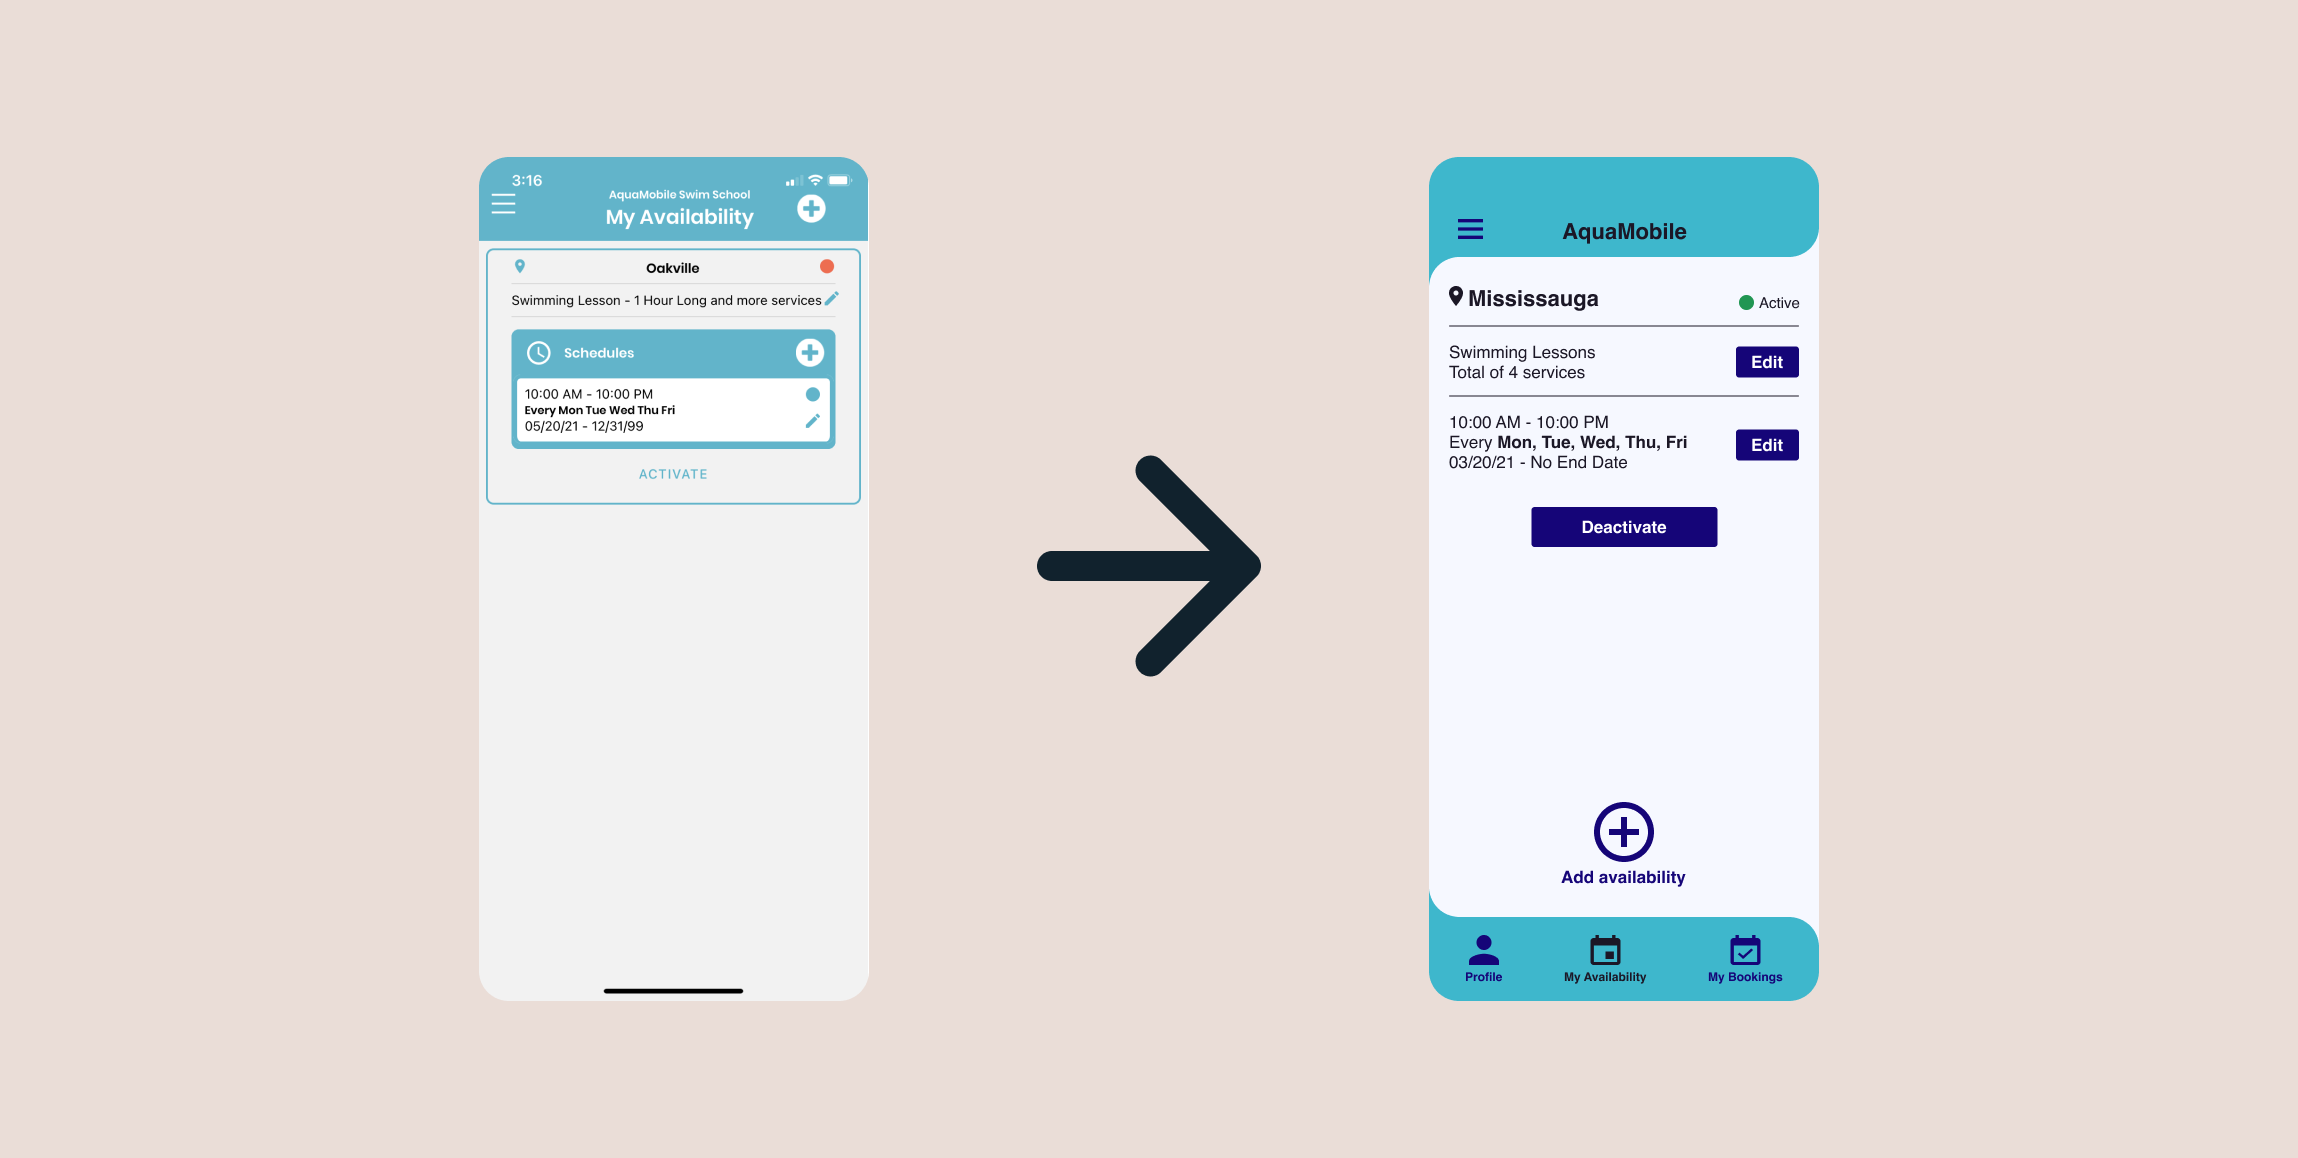 3:16
AquaMobile Swim School
My Availability
Oakville
Swimming Lesson - 1 Hour Long and more services
Schedules
10:00 AM - 10:00 PM
Every Mon Tue Wed Thu Fri
05/20/21 - 12/31/99
ACTIVATE
AquaMobile
Mississauga
Active
Swimming Lessons
Total of 4 services
Edit
10:00 AM - 10:00 PM
Every Mon, Tue, Wed, Thu, Fri
03/20/21 - No End Date
Edit
Deactivate
Add availability
Profile
My Availability
My Bookings